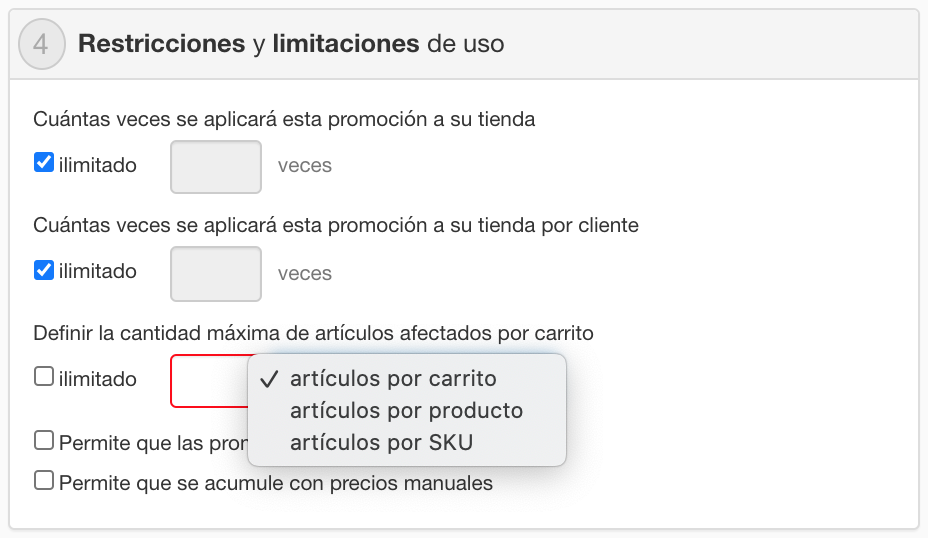 4 Restricciones y limitaciones de uso
Cuántas veces se aplicará esta promoción a su tienda
ilimitado veces
Cuántas veces se aplicará esta promoción a su tienda por cliente
ilimitado veces
Definir la cantidad máxima de artículos afectados por carrito
ilimitado
artículos por carrito
artículos por producto
artículos por SKU
Permite que las
Permite que se acumule con precios manuales